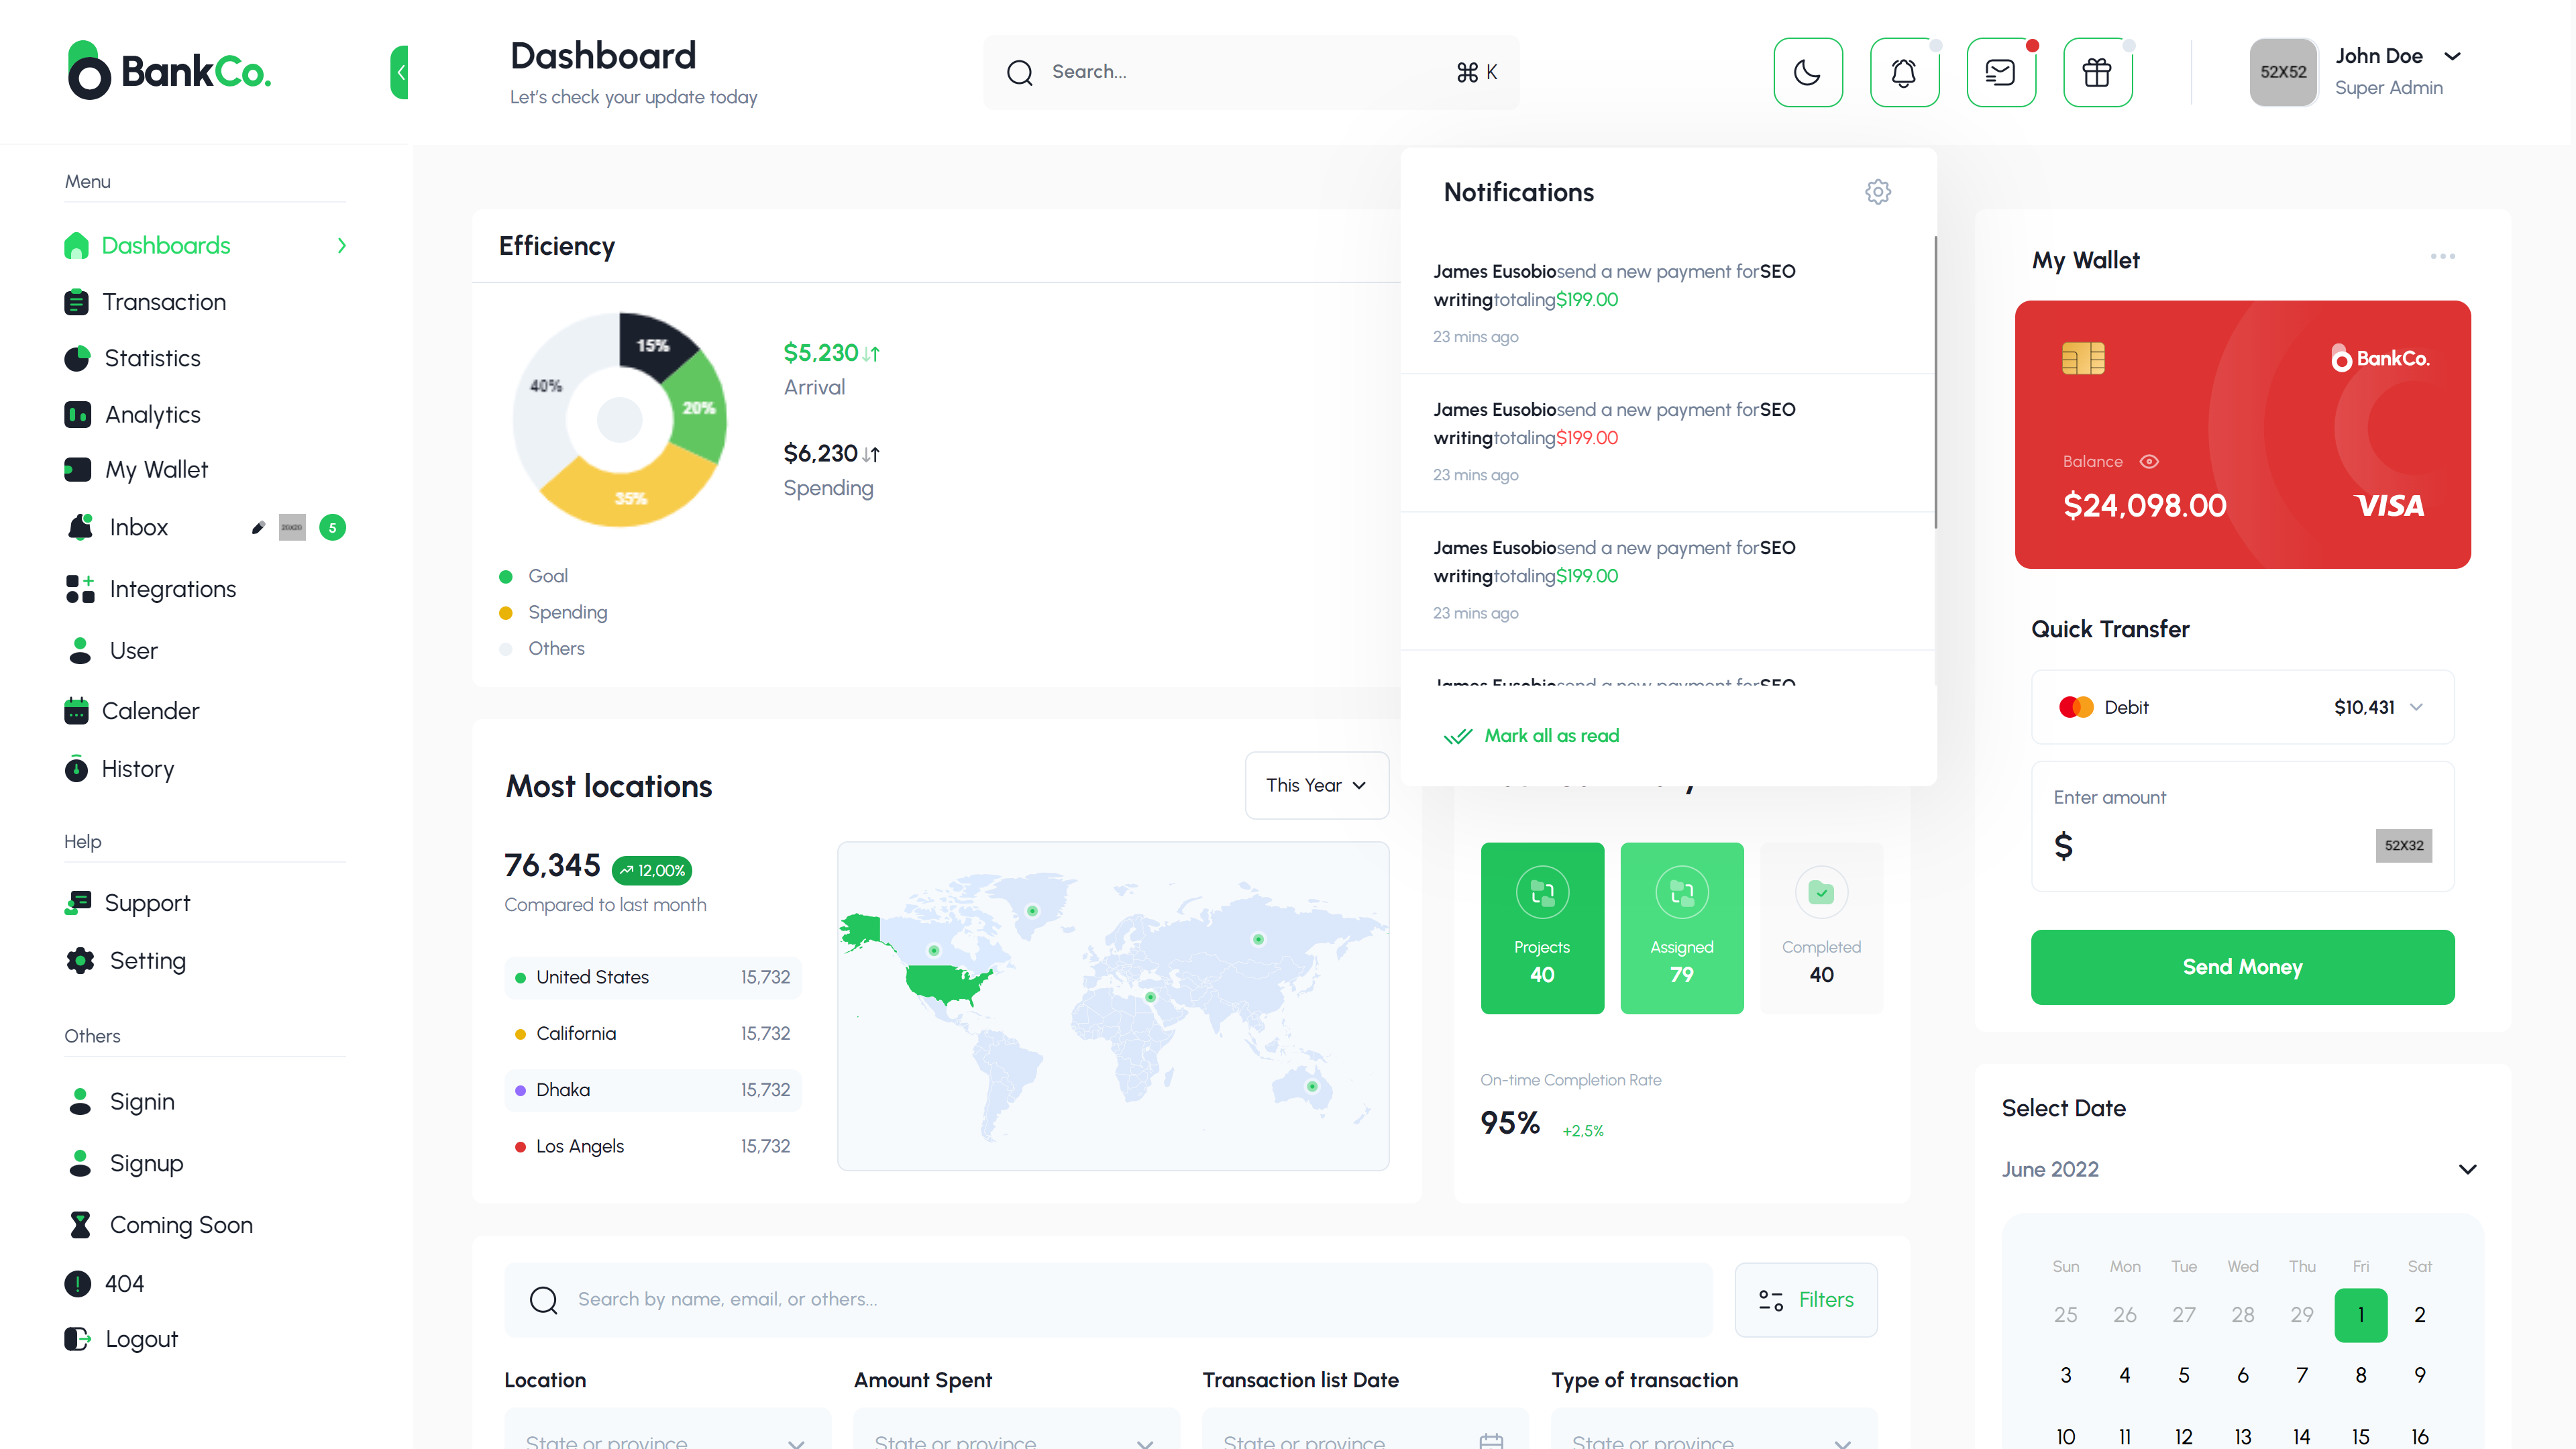 BankCo.
Dashboard
Let's check your update today
Search...
⌘ K
52X52
John Doe
Super Admin
Menu
Dashboards
Transaction
Statistics
Analytics
My Wallet
Inbox
20X20
5
Integrations
User
Calender
History
Help
Support
Setting
Others
Signin
Signup
Coming Soon
404
Logout
Efficiency
15%
20%
35%
40%
$5,230
Arrival
$6,230
Spending
Goal
Spending
Others
Notifications
James Eusobiosend a new payment forSEO
writingtotaling$199.00
23 mins ago
James Eusobiosend a new payment forSEO
writingtotaling$199.00
23 mins ago
James Eusobiosend a new payment forSEO
writingtotaling$199.00
23 mins ago
James Eusobiosend a new payment forSEO
Mark all as read
Most locations
This Year
76,345
12,00%
Compared to last month
United States 15,732
California 15,732
Dhaka 15,732
Los Angels 15,732
Projects
40
Assigned
79
Completed
40
On-time Completion Rate
95%
+2,5%
Search by name, email, or others...
Filters
Location
State or province
Amount Spent
State or province
Transaction list Date
State or province
Type of transaction
State or province
My Wallet
BankCo.
Balance
$24,098.00
VISA
Quick Transfer
Debit
$10,431
Enter amount
$
52X32
Send Money
Select Date
June 2022
Sun Mon Tue Wed Thu Fri Sat
25 26 27 28 29 1 2
3 4 5 6 7 8 9
10 11 12 13 14 15 16